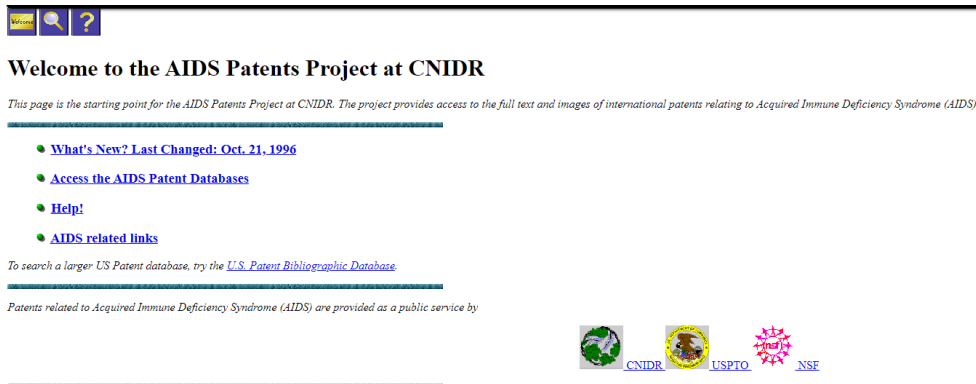 Welcome
?
Welcome to the AIDS Patents Project at CNIDR
This page is the starting point for the AIDS Patents Project at CNIDR. The project provides access to the full text and images of international patents relating to Acquired Immune Deficiency Syndrome (AIDS)
What's New? Last Changed: Oct. 21, 1996
Access the AIDS Patent Databases
Help!
AIDS related links
To search a larger US Patent database, try the U.S. Patent Bibliographic Database.
Patents related to Acquired Immune Deficiency Syndrome (AIDS) are provided as a public service by
CNIDR USPTO nsf NSF